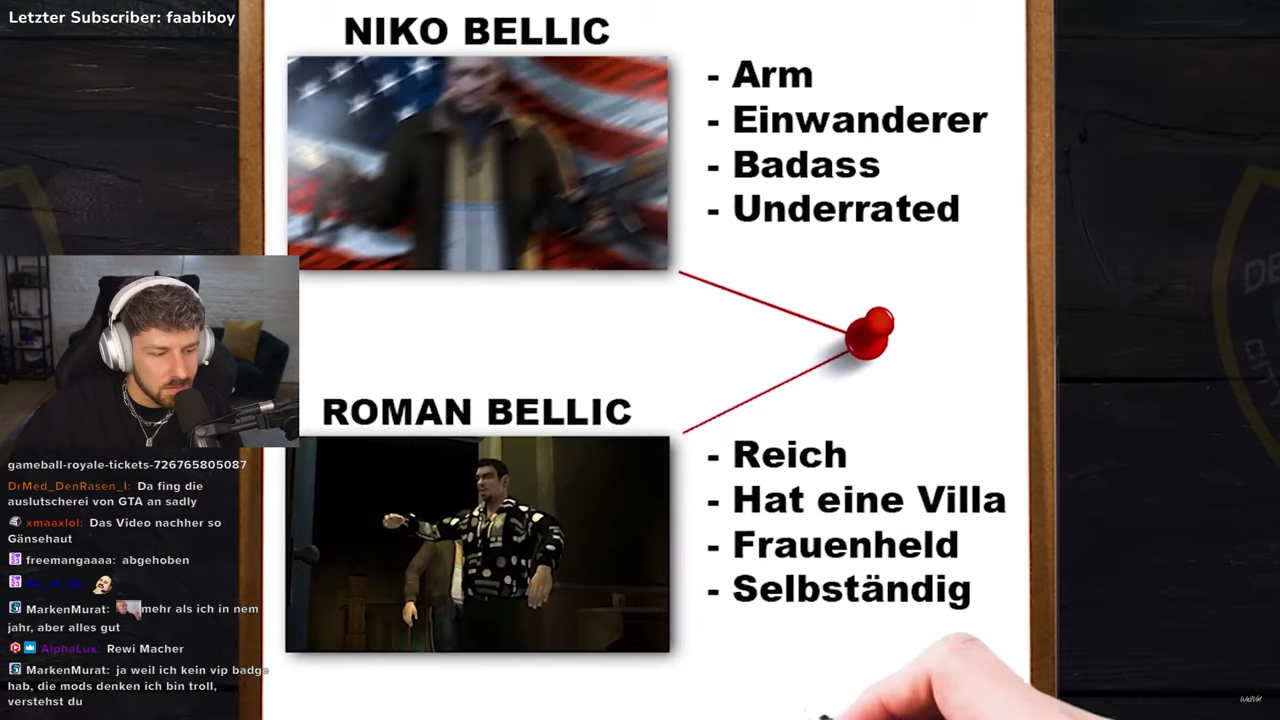 Letzter Subscriber: faabiboy
NIKO BELLIC
- Arm
- Einwanderer
- Badass
- Underrated
ROMAN BELLIC
- Reich
- Hat eine Villa
- Frauenheld
- Selbständig
gameball-royale-tickets-726765805087
DrMed_DenRasen_I: Da fing die
auslutscherei von GTA an sadly
xmaaxlol: Das Video nachher so
Gänsehaut
freemangaaaa: abgehoben
MarkenMurat: mehr als ich in nem
jahr, aber alles gut
AlphaLux: Rewi Macher
MarkenMurat: ja weil ich kein vip badge
hab, die mods denken ich bin troll,
verstehst du